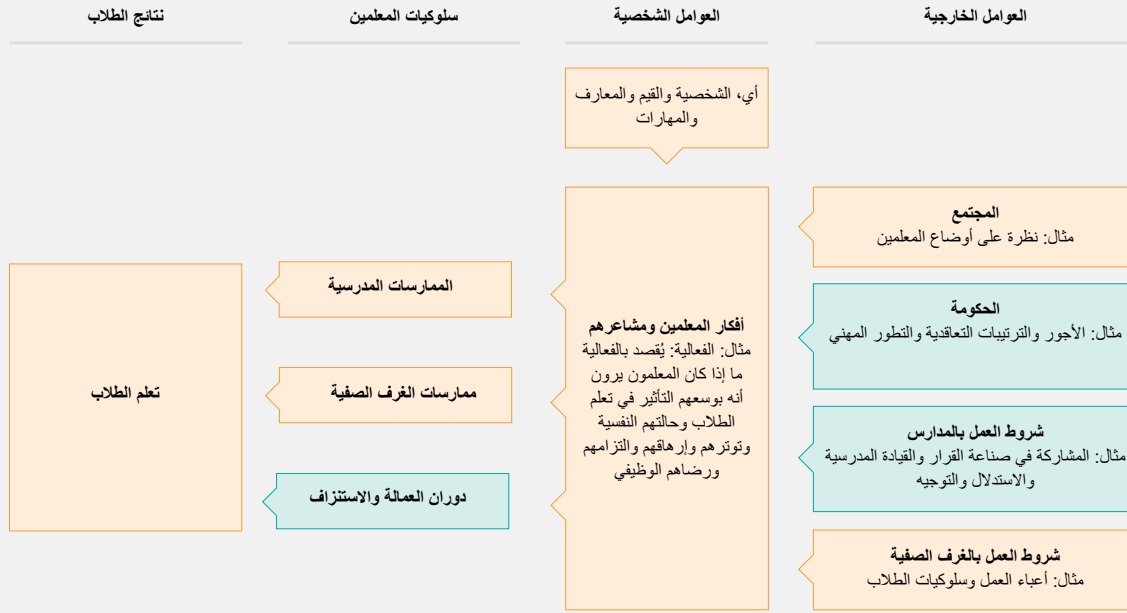 العوامل الخارجية
العوامل الشخصية
سلوكيات المعلمين
نتائج الطلاب
أي، الشخصية والقيم والمعارف
والمهارات
المجتمع
مثال: نظرة على أوضاع المعلمين
الحكومة
مثال: الأجور والترتيبات التعاقدية والتطور المهني
شروط العمل بالمدارس
مثال: المشاركة في صناعة القرار والقيادة المدرسية
والاستدلال والتوجيه
شروط العمل بالغرف الصفية
مثال: أعباء العمل وسلوكيات الطلاب
أفكار المعلمين ومشاعرهم
مثال: الفعالية: يُقصد بالفعالية
ما إذا كان المعلمون يرون
أنه بوسعهم التأثير في تعلم
الطلاب وحالتهم النفسية
وتوترهم وإرهاقهم والتزامهم
ورضاهم الوظيفي
الممارسات المدرسية
ممارسات الغرف الصفية
دوران العمالة والاستنزاف
تعلم الطلاب